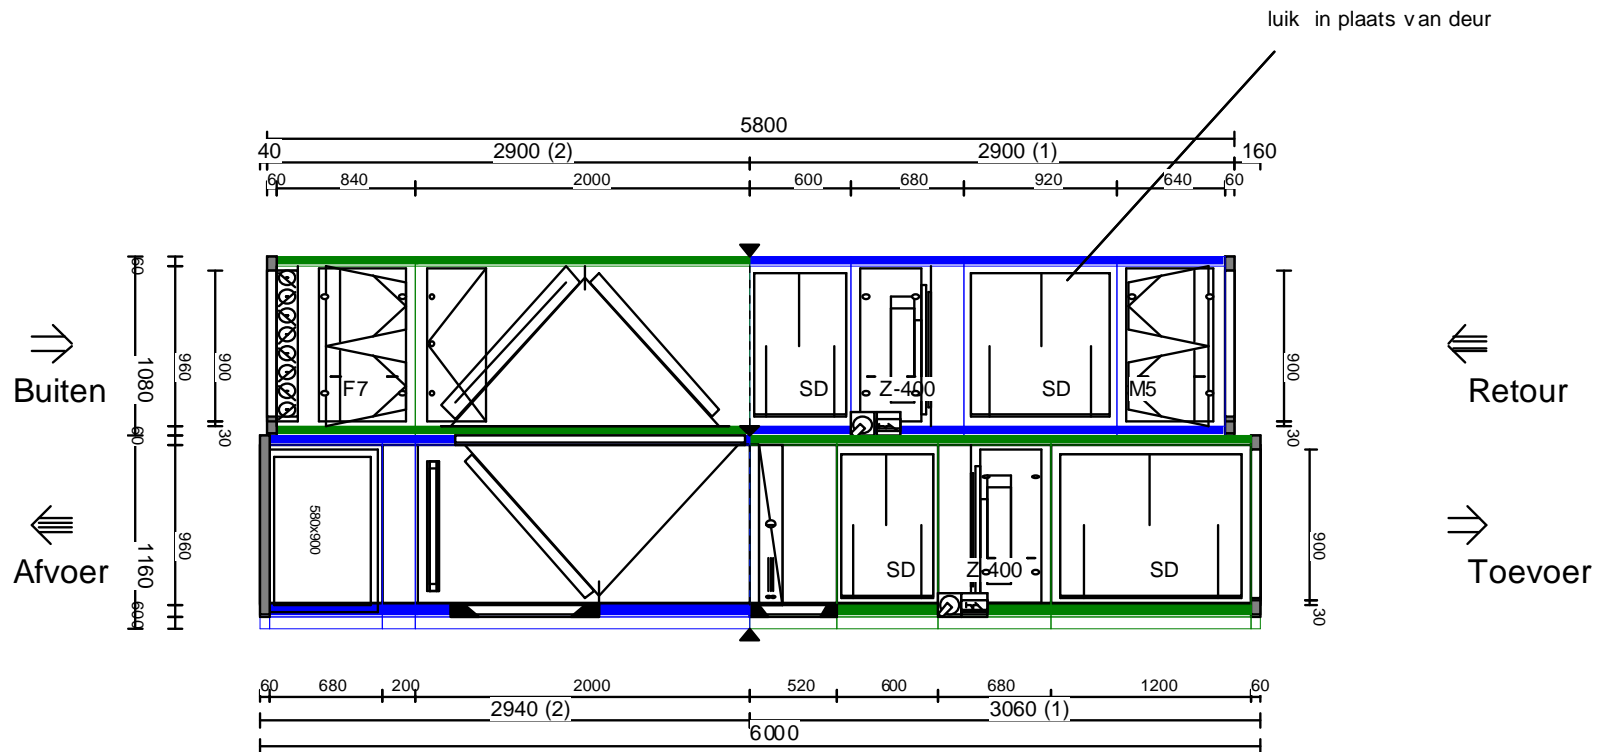 luik in plaats van deur
5800
40 2900 (2) 2900 (1) 160
60 840 2000 600 680 920 640 60
60 1080 60 960 900
Buiten
F7 SD Z-400 SD M5
900 30
Retour
1160 960 60 60
Afvoer
580x900
SD Z-400 SD
900 30
Toevoer
60 680 200 2000 520 600 680 1200 60
2940 (2) 3060 (1)
6000